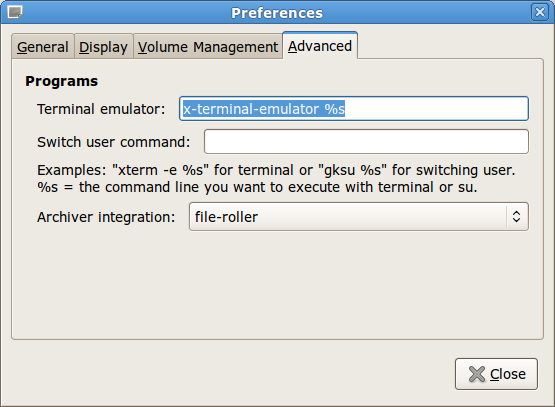 Preferences
General Display Volume Management Advanced
Programs
Terminal emulator: x-terminal-emulator %s
Switch user command:
Examples: "xterm -e %s" for terminal or "gksu %s" for switching user.
%s = the command line you want to execute with terminal or su.
Archiver integration: file-roller
Close